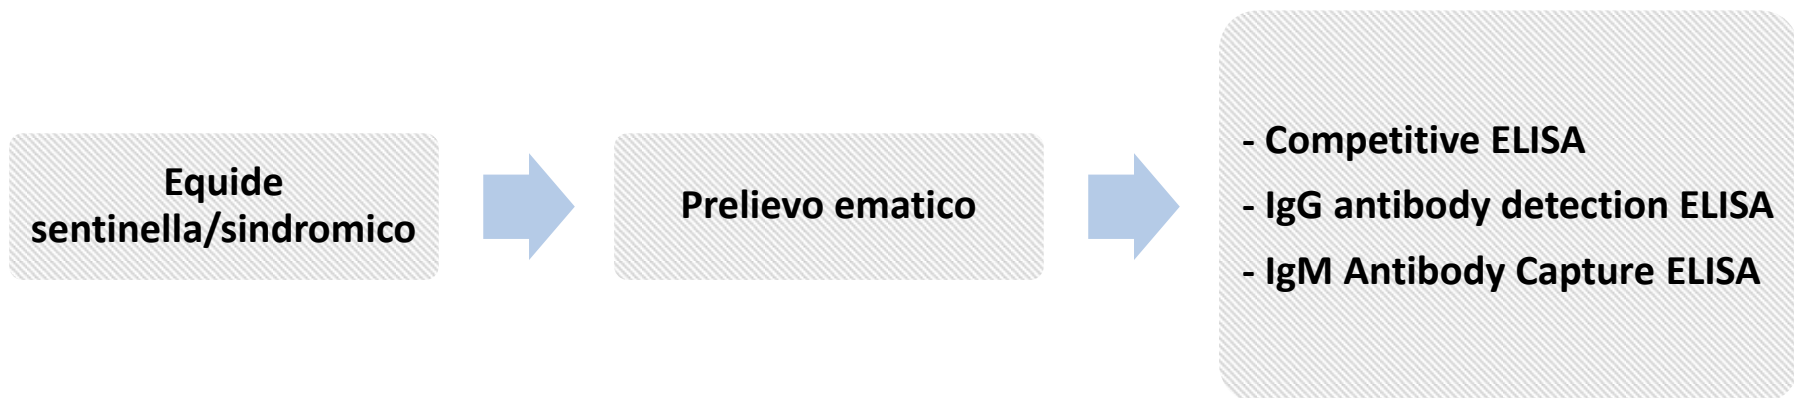 Equide
sentinella/sindromico
Prelievo ematico
- Competitive ELISA
- IgG antibody detection ELISA
- IgM Antibody Capture ELISA